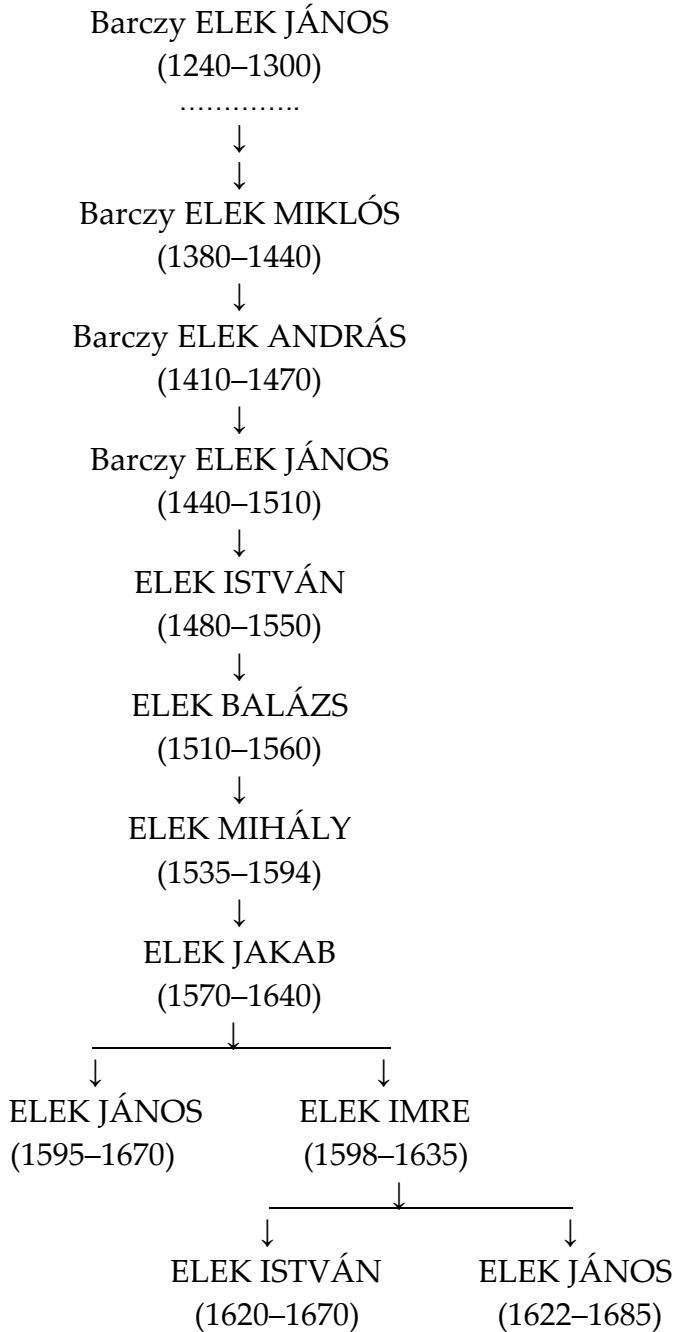 Barczy ELEK JÁNOS
(1240–1300)
…………..
↓
↓
Barczy ELEK MIKLÓS
(1380–1440)
↓
Barczy ELEK ANDRÁS
(1410–1470)
↓
Barczy ELEK JÁNOS
(1440–1510)
↓
ELEK ISTVÁN
(1480–1550)
↓
ELEK BALÁZS
(1510–1560)
↓
ELEK MIHÁLY
(1535–1594)
↓
ELEK JAKAB
(1570–1640)
↓
↓ ↓
ELEK JÁNOS ELEK IMRE
(1595–1670) (1598–1635)
↓
↓ ↓
ELEK ISTVÁN ELEK JÁNOS
(1620–1670) (1622–1685)